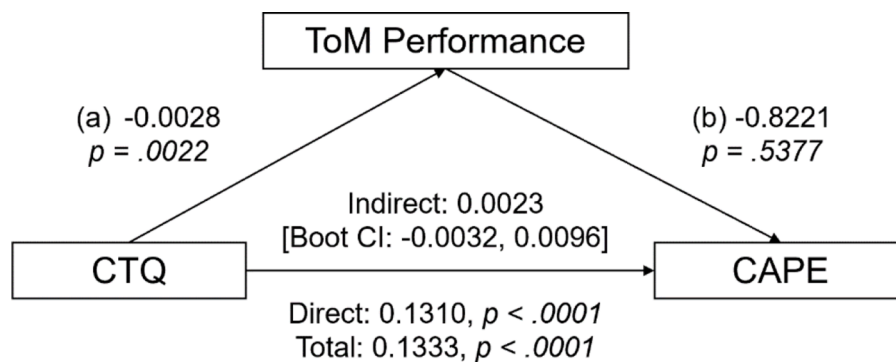 ToM Performance
(a) -0.0028
p = .0022
(b) -0.8221
p = .5377
Indirect: 0.0023
[Boot CI: -0.0032, 0.0096]
CTQ
CAPE
Direct: 0.1310, p < .0001
Total: 0.1333, p < .0001